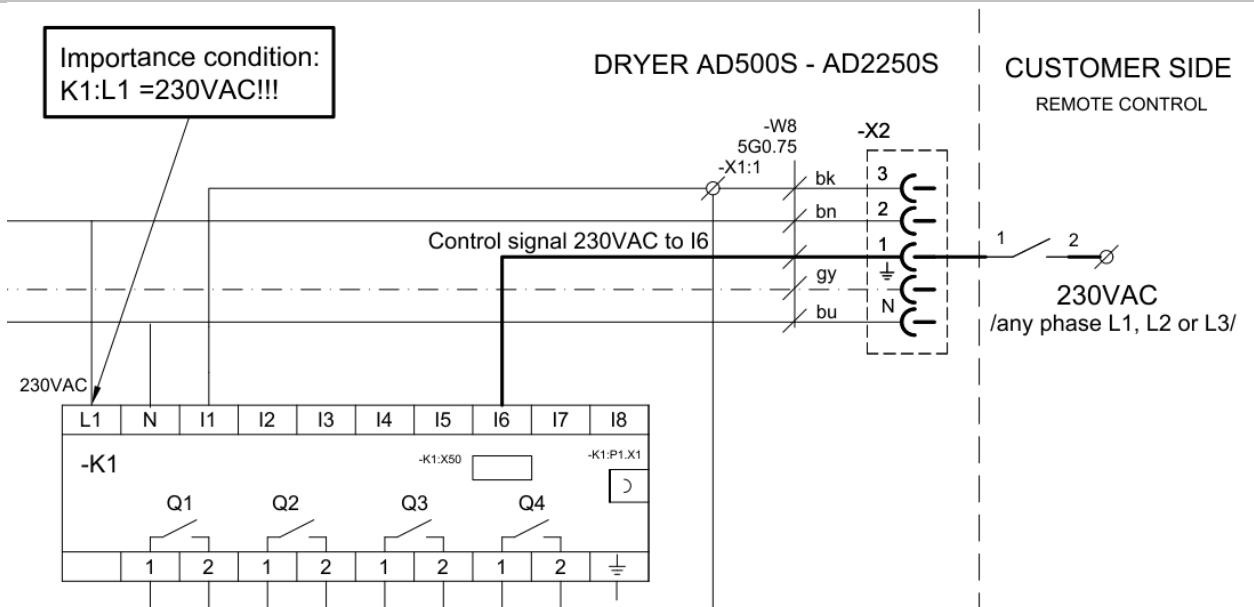 Importance condition:
K1:L1 =230VAC!!!
DRYER AD500S - AD2250S
CUSTOMER SIDE
REMOTE CONTROL
-W8
5G0.75
-X2
-X1:1
bk
3
bn
2
Control signal 230VAC to I6
1
1
2
gy
N
bu
230VAC
/any phase L1, L2 or L3/
230VAC
L1 N I1 I2 I3 I4 I5 I6 I7 I8
-K1
-K1:X50
-K1:P1.X1
Q1 Q2 Q3 Q4
1 2 1 2 1 2 1 2